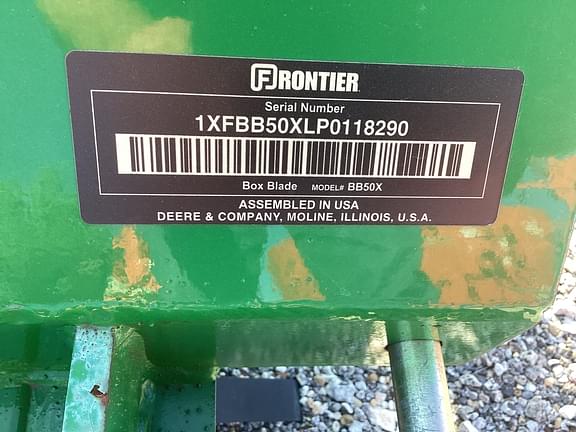 FRONTIER
Serial Number
1XFBB50XLP0118290
Box Blade MODEL# BB50X
ASSEMBLED IN USA
DEERE & COMPANY, MOLINE, ILLINOIS, U.S.A.